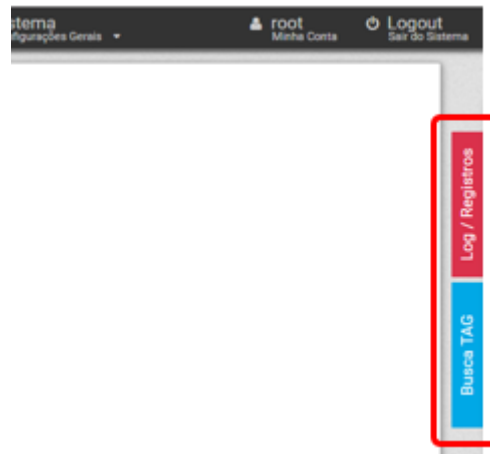 stema
figurações Gerais
root
Minha Conta
Logout
Sair do Sistema
Log / Registros
Busca TAG